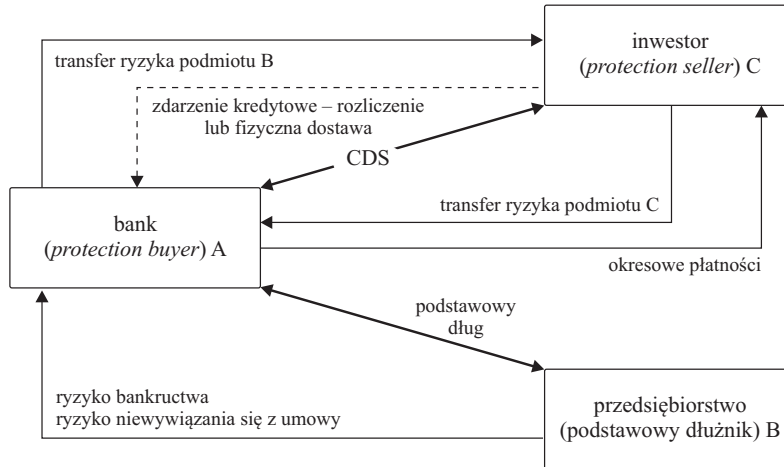 transfer ryzyka podmiotu B
inwestor
(protection seller) C
zdarzenie kredytowe – rozliczenie
lub fizyczna dostawa
CDS
transfer ryzyka podmiotu C
bank
(protection buyer) A
okresowe płatności
podstawowy
dług
ryzyko bankructwa
ryzyko niewywiązania się z umowy
przedsiębiorstwo
(podstawowy dłużnik) B